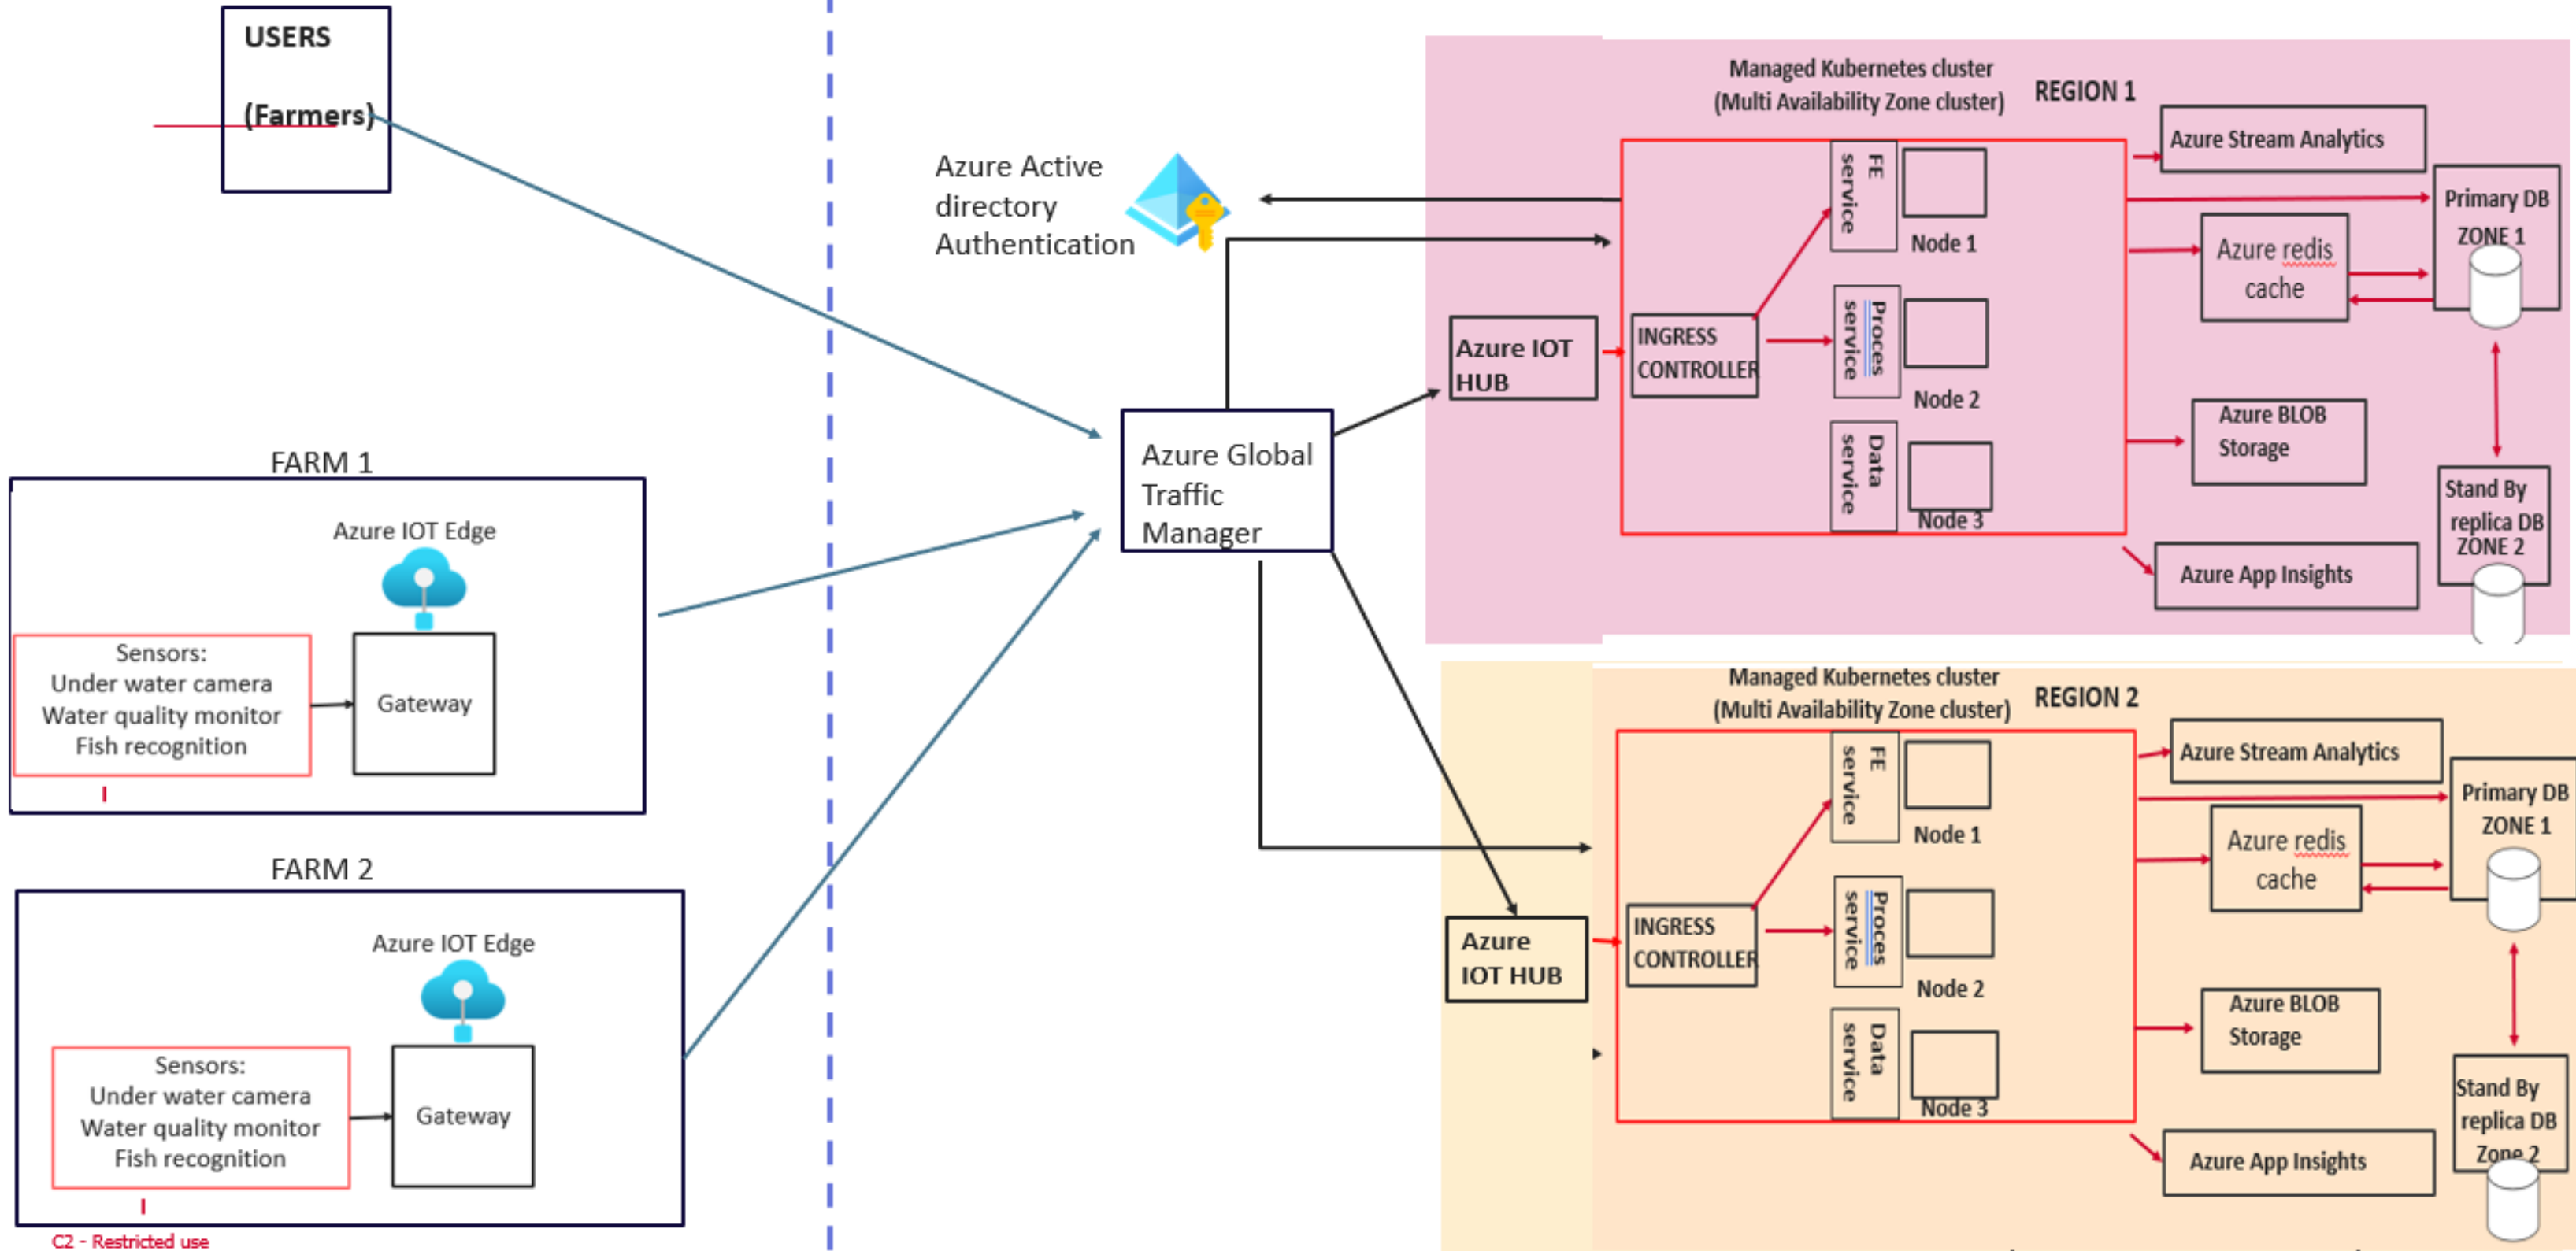 USERS
(Farmers)
FARM 1
Azure IOT Edge
Sensors:
Under water camera
Water quality monitor
Fish recognition
Gateway
FARM 2
Azure IOT Edge
Sensors:
Under water camera
Water quality monitor
Fish recognition
Gateway
C2 - Restricted use
Azure Active
directory
Authentication
Azure Global
Traffic
Manager
Managed Kubernetes cluster
(Multi Availability Zone cluster)
REGION 1
Azure IOT
HUB
INGRESS
CONTROLLER
FE
service
Node 1
Proces
service
Node 2
Data
service
Node 3
Azure Stream Analytics
Primary DB
ZONE 1
Azure redis
cache
Azure BLOB
Storage
Stand By
replica DB
ZONE 2
Azure App Insights
Managed Kubernetes cluster
(Multi Availability Zone cluster)
REGION 2
Azure
IOT HUB
INGRESS
CONTROLLER
FE
service
Node 1
Proces
service
Node 2
Data
service
Node 3
Azure Stream Analytics
Primary DB
ZONE 1
Azure redis
cache
Azure BLOB
Storage
Stand By
replica DB
Zone 2
Azure App Insights